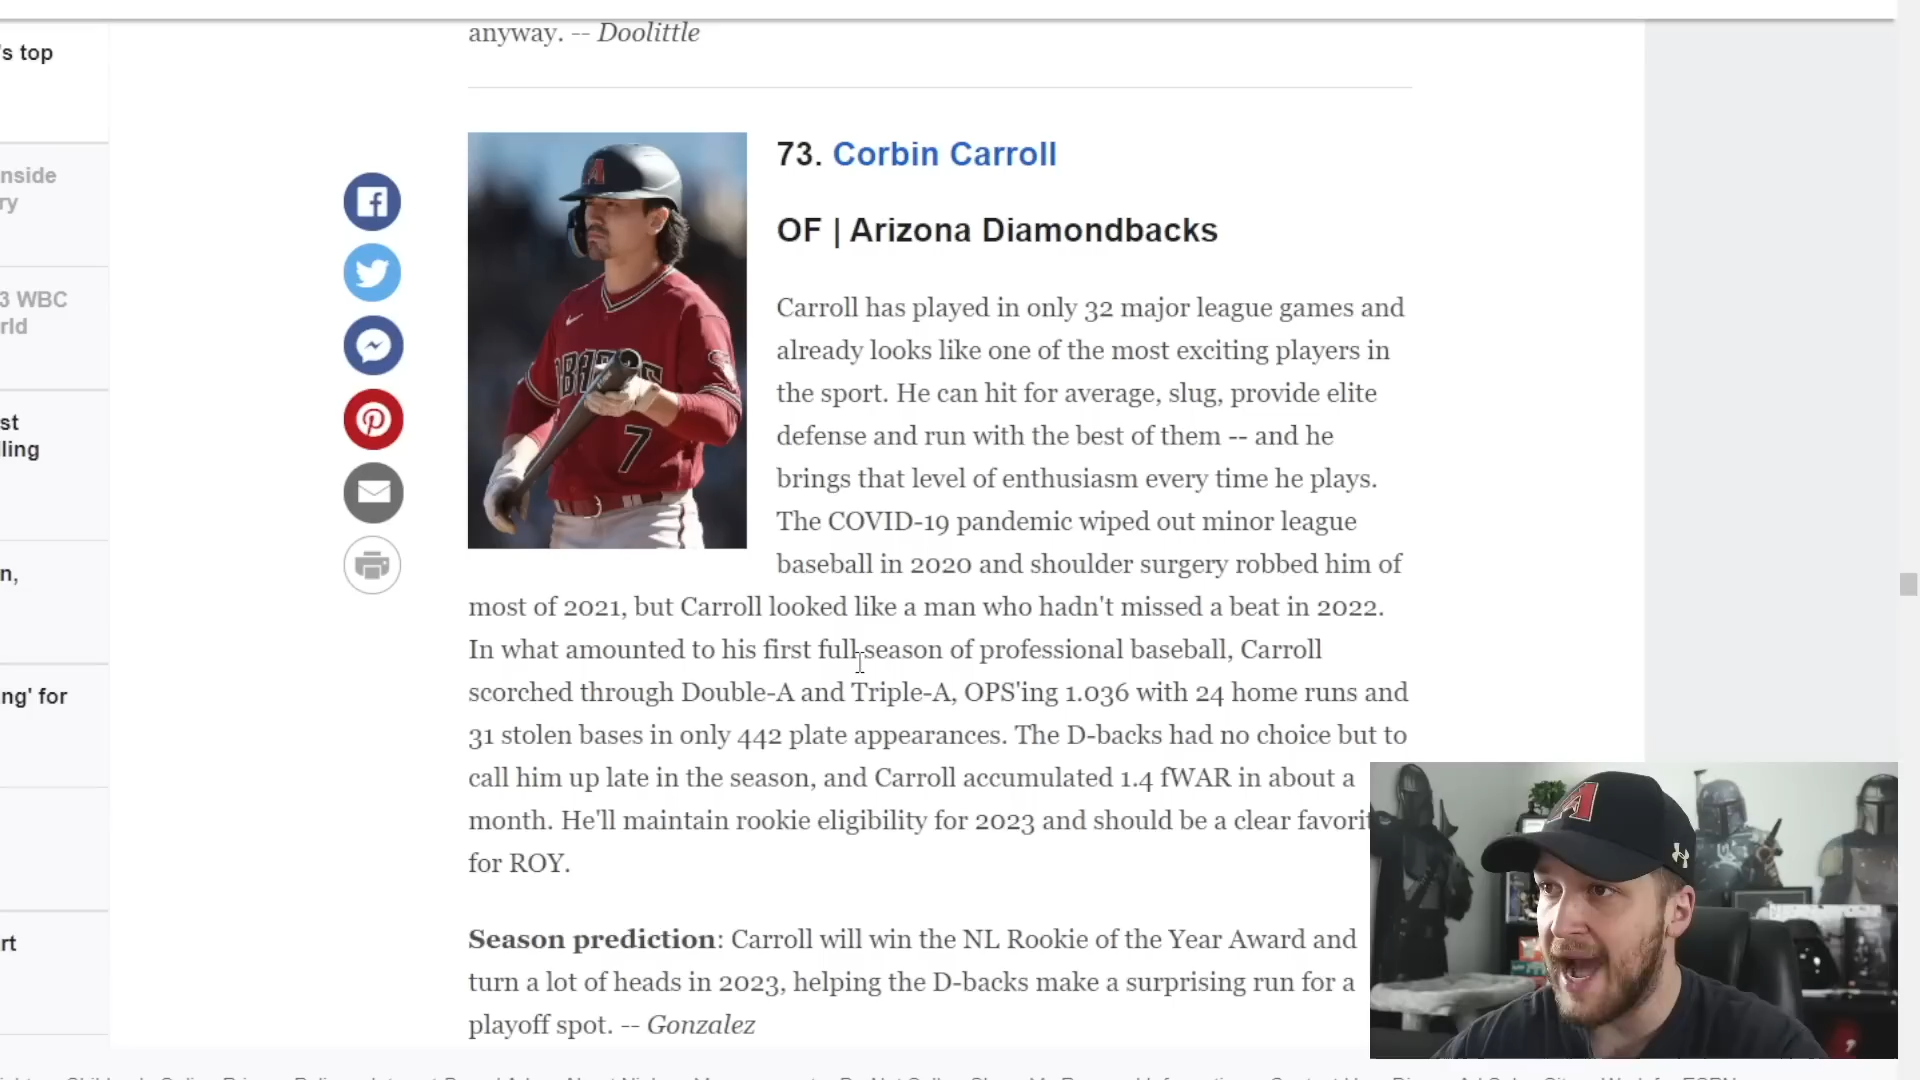 anyway. -- Doolittle
's top
nside
ry
3 WBC
rld
st
lling
n,
ng' for
rt
73. Corbin Carroll
OF | Arizona Diamondbacks
Carroll has played in only 32 major league games and
already looks like one of the most exciting players in
the sport. He can hit for average, slug, provide elite
defense and run with the best of them -- and he
brings that level of enthusiasm every time he plays.
The COVID-19 pandemic wiped out minor league
baseball in 2020 and shoulder surgery robbed him of
most of 2021, but Carroll looked like a man who hadn't missed a beat in 2022.
In what amounted to his first full season of professional baseball, Carroll
scorched through Double-A and Triple-A, OPS'ing 1.036 with 24 home runs and
31 stolen bases in only 442 plate appearances. The D-backs had no choice but to
call him up late in the season, and Carroll accumulated 1.4 fWAR in about a
month. He'll maintain rookie eligibility for 2023 and should be a clear favorit
for ROY.
Season prediction: Carroll will win the NL Rookie of the Year Award and
turn a lot of heads in 2023, helping the D-backs make a surprising run for a
playoff spot. -- Gonzalez
A
7
A